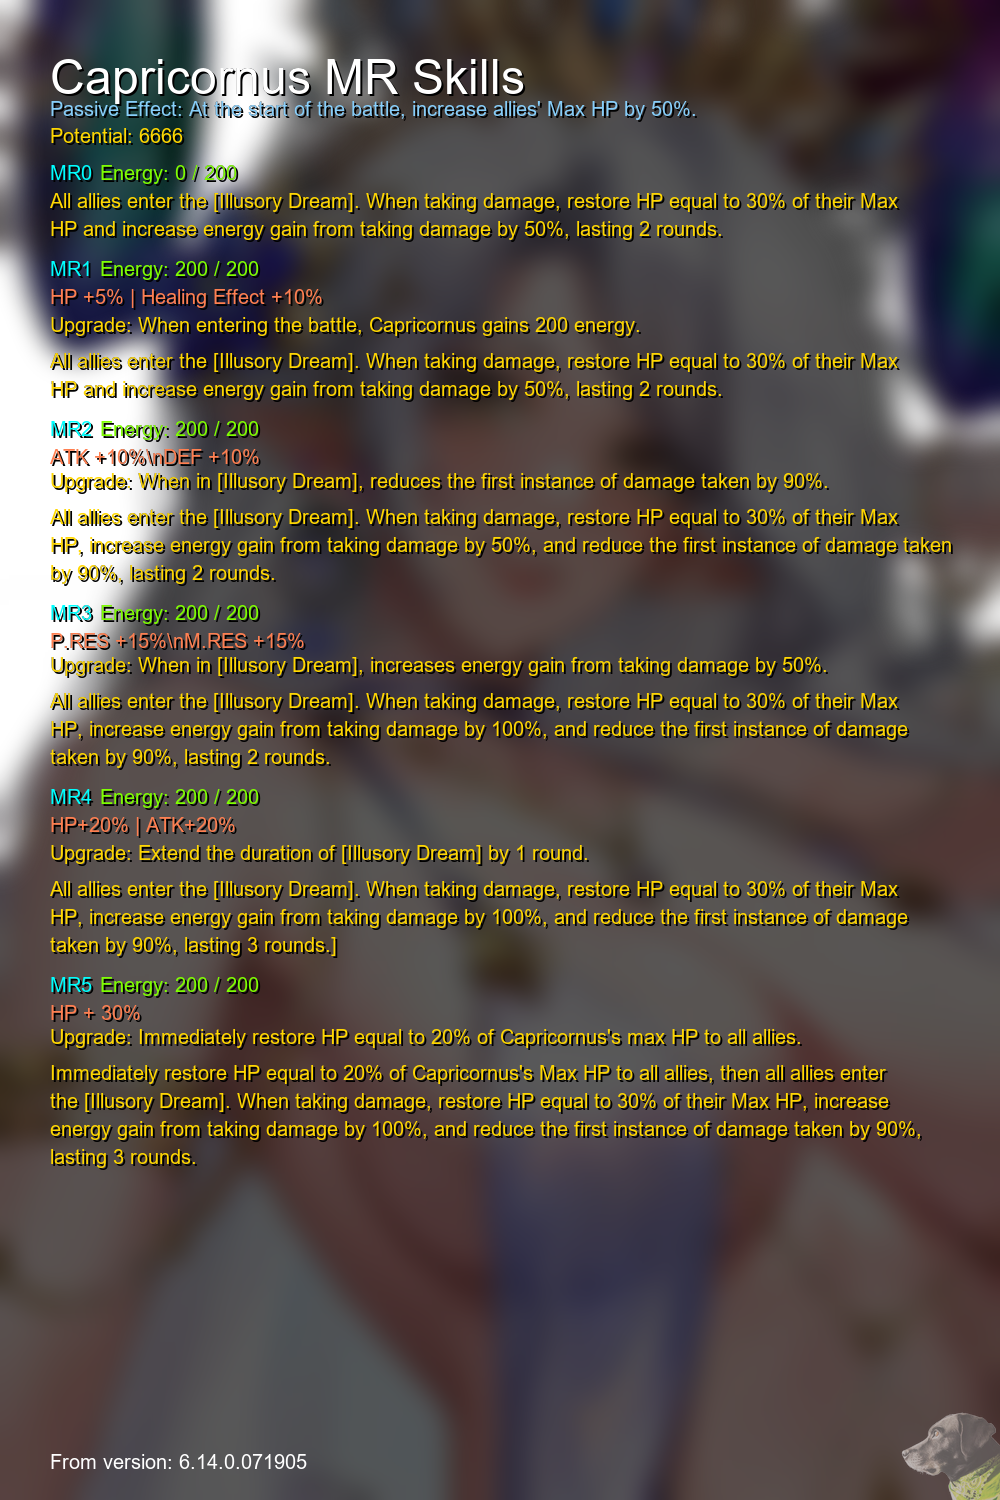 Capricornus MR Skills
Passive Effect: At the start of the battle, increase allies' Max HP by 50%.
Potential: 6666
MR0 Energy: 0 / 200
All allies enter the [Illusory Dream]. When taking damage, restore HP equal to 30% of their Max
HP and increase energy gain from taking damage by 50%, lasting 2 rounds.
MR1 Energy: 200 / 200
HP +5% | Healing Effect +10%
Upgrade: When entering the battle, Capricornus gains 200 energy.
All allies enter the [Illusory Dream]. When taking damage, restore HP equal to 30% of their Max
HP and increase energy gain from taking damage by 50%, lasting 2 rounds.
MR2 Energy: 200 / 200
ATK +10%\nDEF +10%
Upgrade: When in [Illusory Dream], reduces the first instance of damage taken by 90%.
All allies enter the [Illusory Dream]. When taking damage, restore HP equal to 30% of their Max
HP, increase energy gain from taking damage by 50%, and reduce the first instance of damage taken
by 90%, lasting 2 rounds.
MR3 Energy: 200 / 200
P.RES +15%\nM.RES +15%
Upgrade: When in [Illusory Dream], increases energy gain from taking damage by 50%.
All allies enter the [Illusory Dream]. When taking damage, restore HP equal to 30% of their Max
HP, increase energy gain from taking damage by 100%, and reduce the first instance of damage
taken by 90%, lasting 2 rounds.
MR4 Energy: 200 / 200
HP+20% | ATK+20%
Upgrade: Extend the duration of [Illusory Dream] by 1 round.
All allies enter the [Illusory Dream]. When taking damage, restore HP equal to 30% of their Max
HP, increase energy gain from taking damage by 100%, and reduce the first instance of damage
taken by 90%, lasting 3 rounds.]
MR5 Energy: 200 / 200
HP + 30%
Upgrade: Immediately restore HP equal to 20% of Capricornus's max HP to all allies.
Immediately restore HP equal to 20% of Capricornus's Max HP to all allies, then all allies enter
the [Illusory Dream]. When taking damage, restore HP equal to 30% of their Max HP, increase
energy gain from taking damage by 100%, and reduce the first instance of damage taken by 90%,
lasting 3 rounds.
From version: 6.14.0.071905